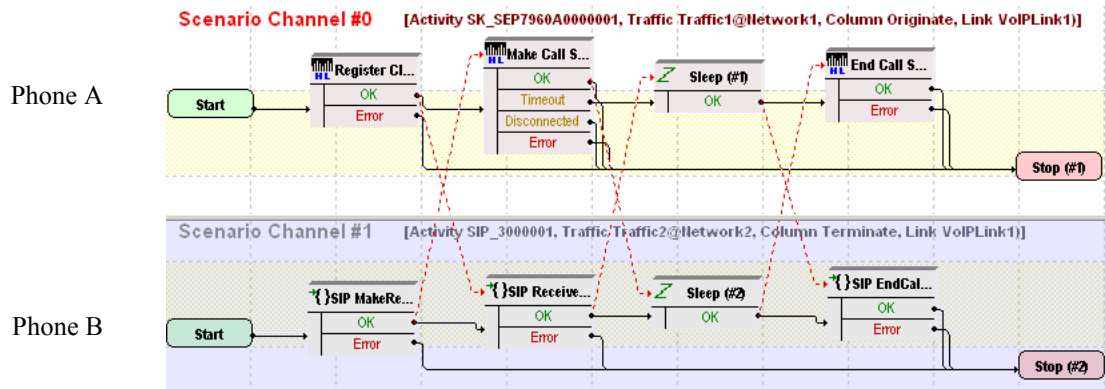 Scenario Channel #0 [Activity SK_SEP7960A0000001, Traffic Traffic1@Network1, Column Originate, Link VoIPLink1)]
Phone A
Start
HL Register Cl...
OK
Error
HL Make Call S...
OK
Timeout
Disconnected
Error
Z Sleep (#1)
OK
HL End Call S...
OK
Error
Stop (#1)
Scenario Channel #1 [Activity SIP_3000001, Traffic Traffic2@Network2, Column Terminate, Link VoIPLink1)]
Phone B
Start
{}SIP MakeRe...
OK
Error
{}SIP Receive...
OK
Error
Z Sleep (#2)
OK
{}SIP EndCal...
OK
Error
Stop (#2)